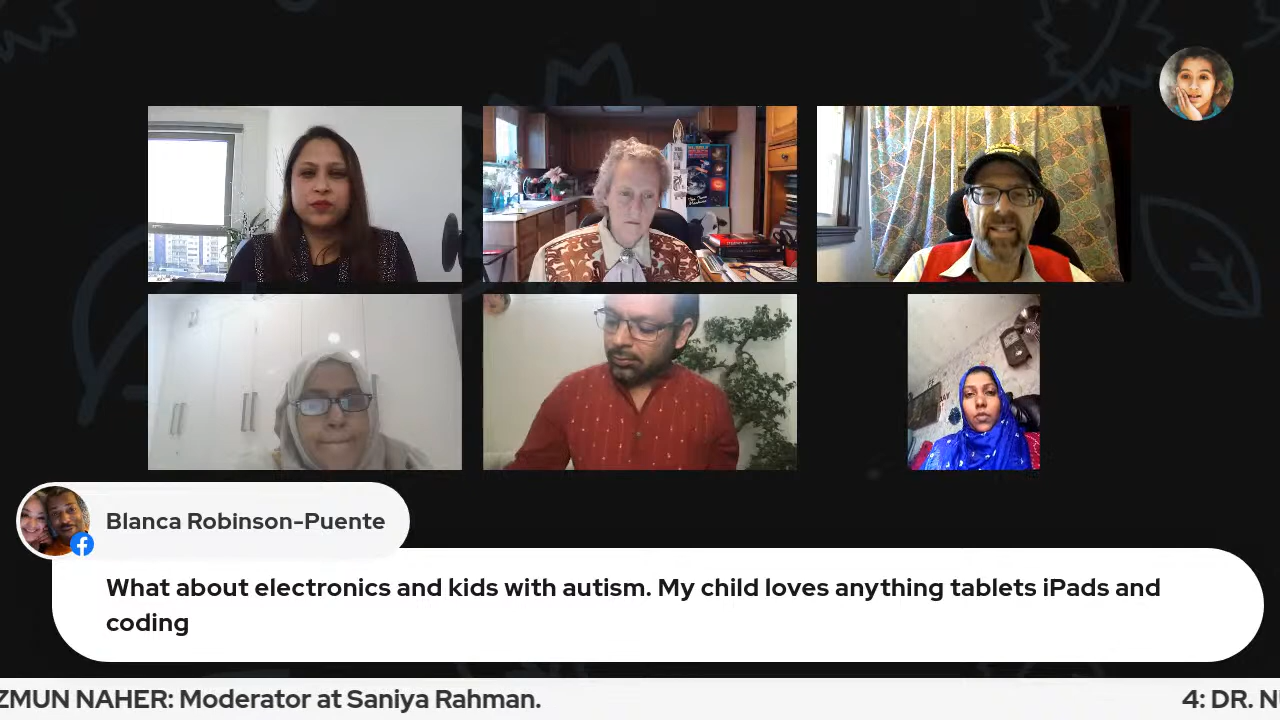 Blanca Robinson-Puente
What about electronics and kids with autism. My child loves anything tablets iPads and
coding
ZMUN NAHER: Moderator at Saniya Rahman. 4: DR. N